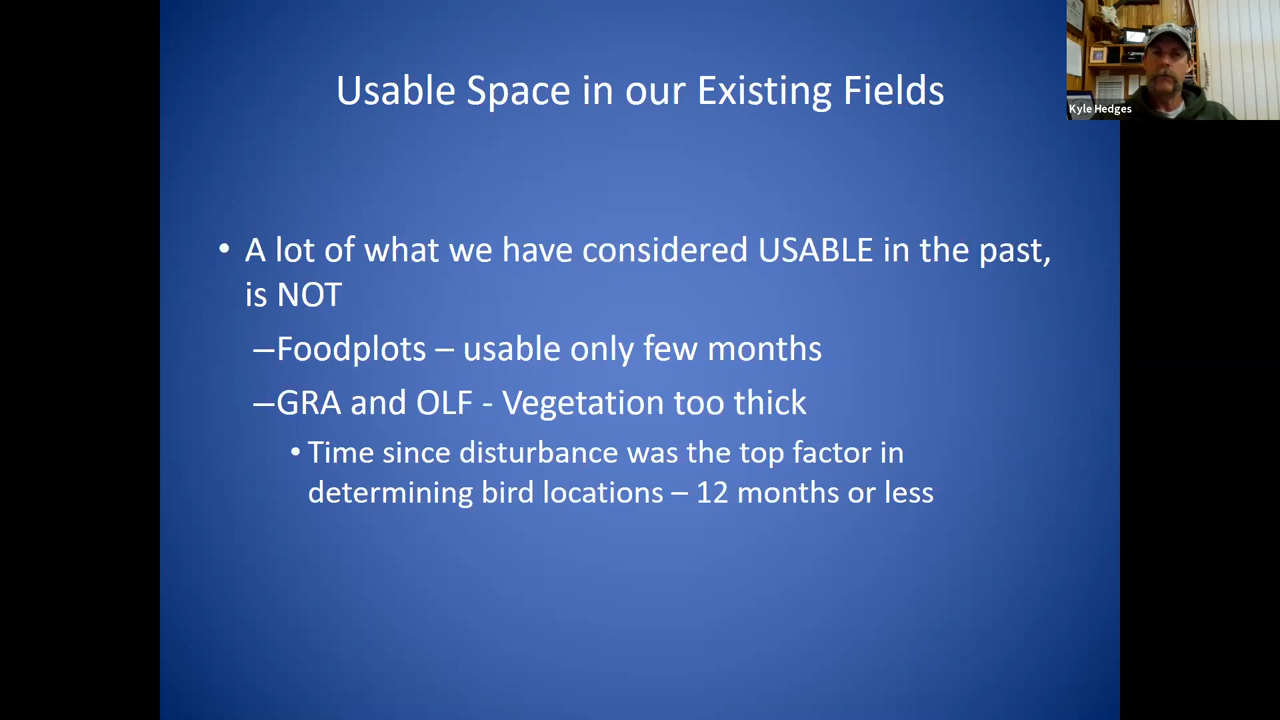 Usable Space in our Existing Fields
Kyle Hedges
• A lot of what we have considered USABLE in the past,
is NOT
–Foodplots – usable only few months
–GRA and OLF - Vegetation too thick
• Time since disturbance was the top factor in
determining bird locations – 12 months or less